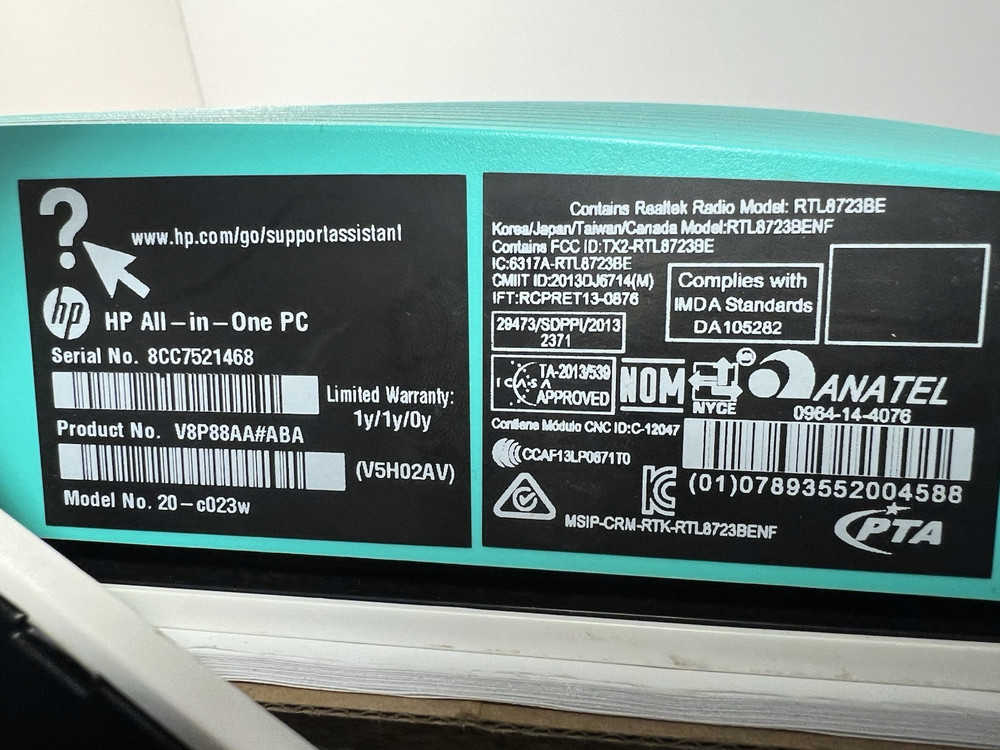 ?
www.hp.com/go/supportassistant
hp
HP All-in-One PC
Serial No. 8CC7521468
Limited Warranty:
1y/1y/0y
Product No. V8P88AA#ABA
(V5H02AV)
Model No. 20-c023w
Contains Realtek Radio Model: RTL8723BE
Korea/Japan/Taiwan/Canada Model:RTL8723BENF
Contains FCC ID:TX2-RTL8723BE
IC:6317A-RTL8723BE
CMIIT ID:2013DJ6714(M)
IFT:RCPRET13-0876
Complies with
IMDA Standards
DA105282
29473/SDPPI/2013
2371
ICASA
TA-2013/539
APPROVED
NOM
NYCE
ANATEL
0964-14-4076
Contiene Módulo CNC ID:C-12047
CCAF13LP0671T0
(01)07893552004588
KC
MSIP-CRM-RTK-RTL8723BENF
PTA